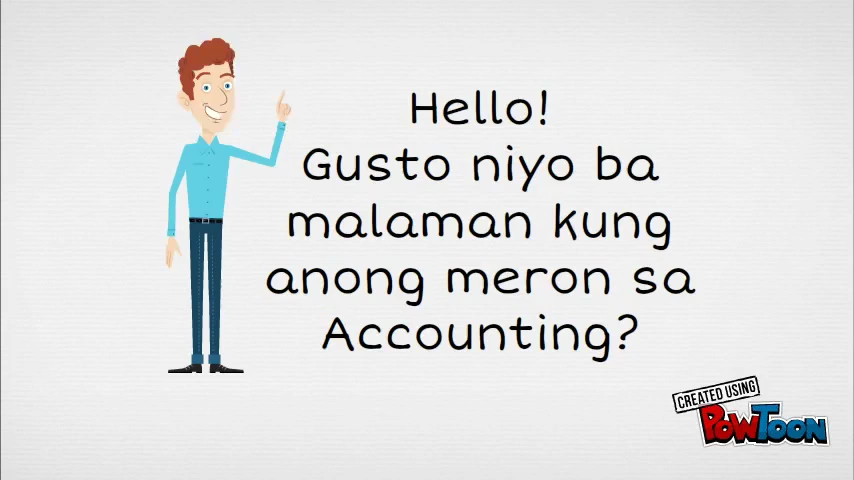 Hello!
Gusto niyo ba
malaman kung
anong meron sa
Accounting?
CREATED USING
POWTOON